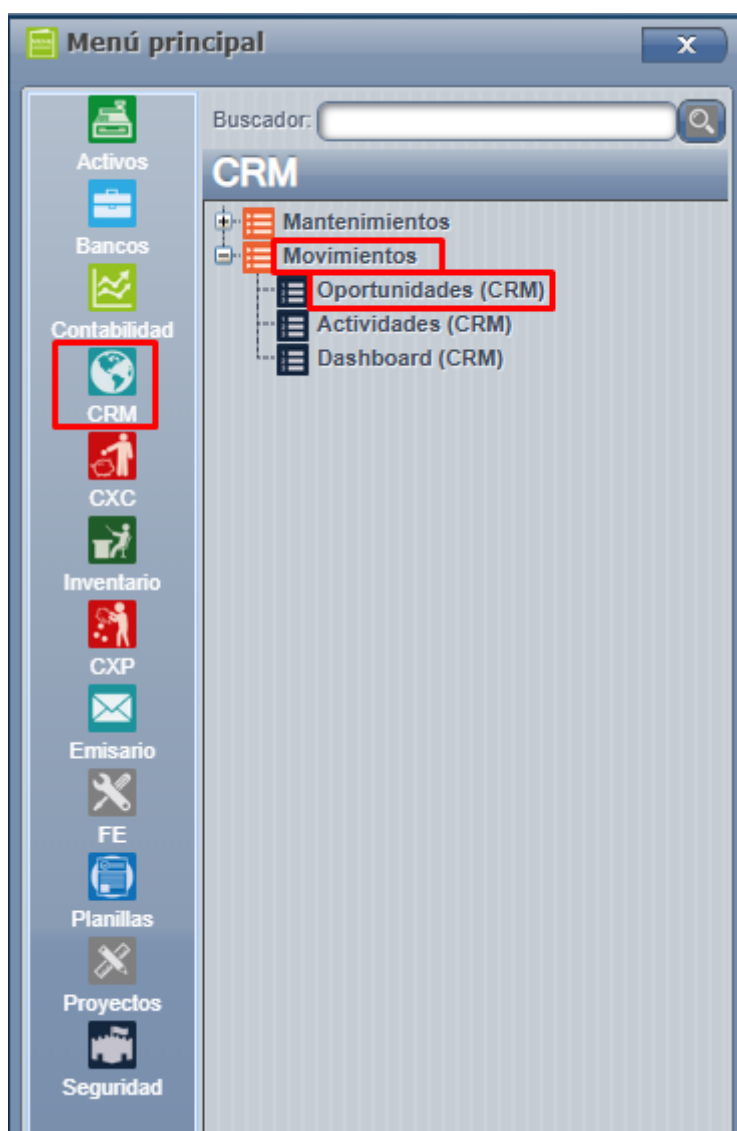 Menú principal
x
Buscador:
CRM
Mantenimientos
Movimientos
Oportunidades (CRM)
Actividades (CRM)
Dashboard (CRM)
Activos
Bancos
Contabilidad
CRM
CXC
Inventario
CXP
Emisario
FE
Planillas
Proyectos
Seguridad